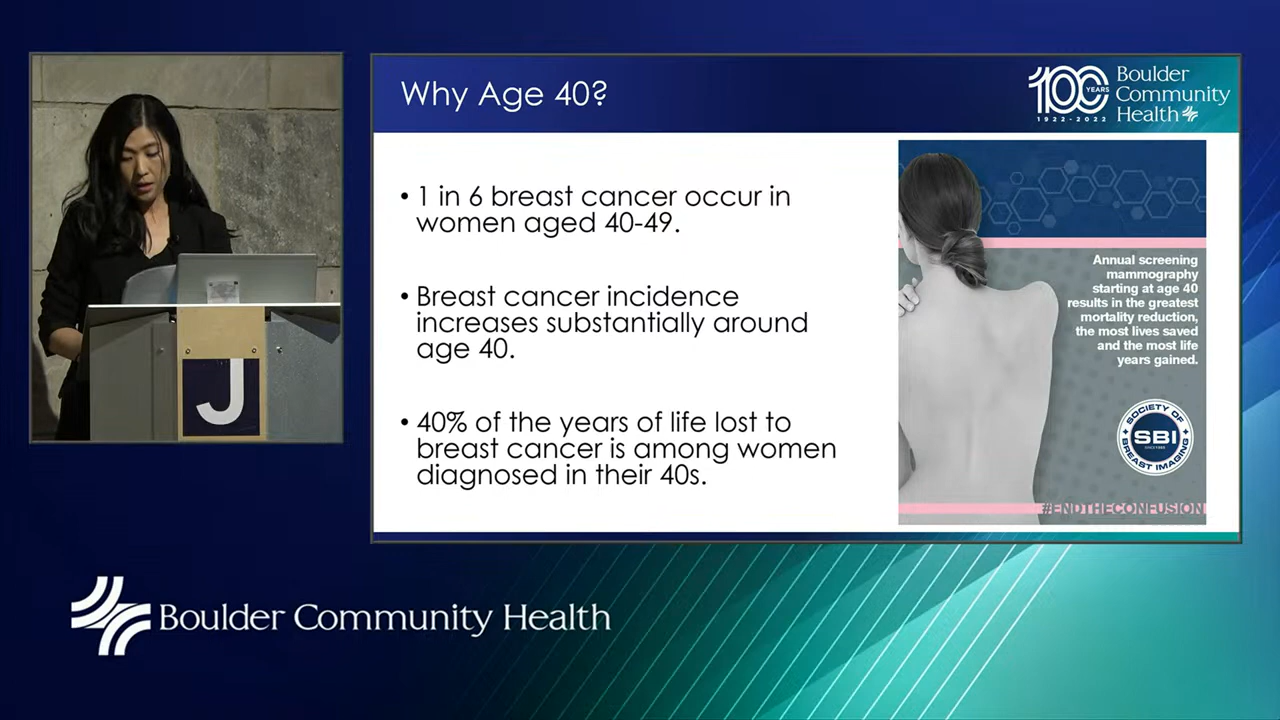 Why Age 40?
100 YEARS
1922-2022
Boulder
Community
Health
• 1 in 6 breast cancer occur in
women aged 40-49.
• Breast cancer incidence
increases substantially around
age 40.
• 40% of the years of life lost to
breast cancer is among women
diagnosed in their 40s.
Annual screening
mammography
starting at age 40
results in the greatest
mortality reduction,
the most lives saved
and the most life
years gained.
SOCIETY OF
SBI
BREAST IMAGING
#ENDTHECONFUSION
J
Boulder Community Health